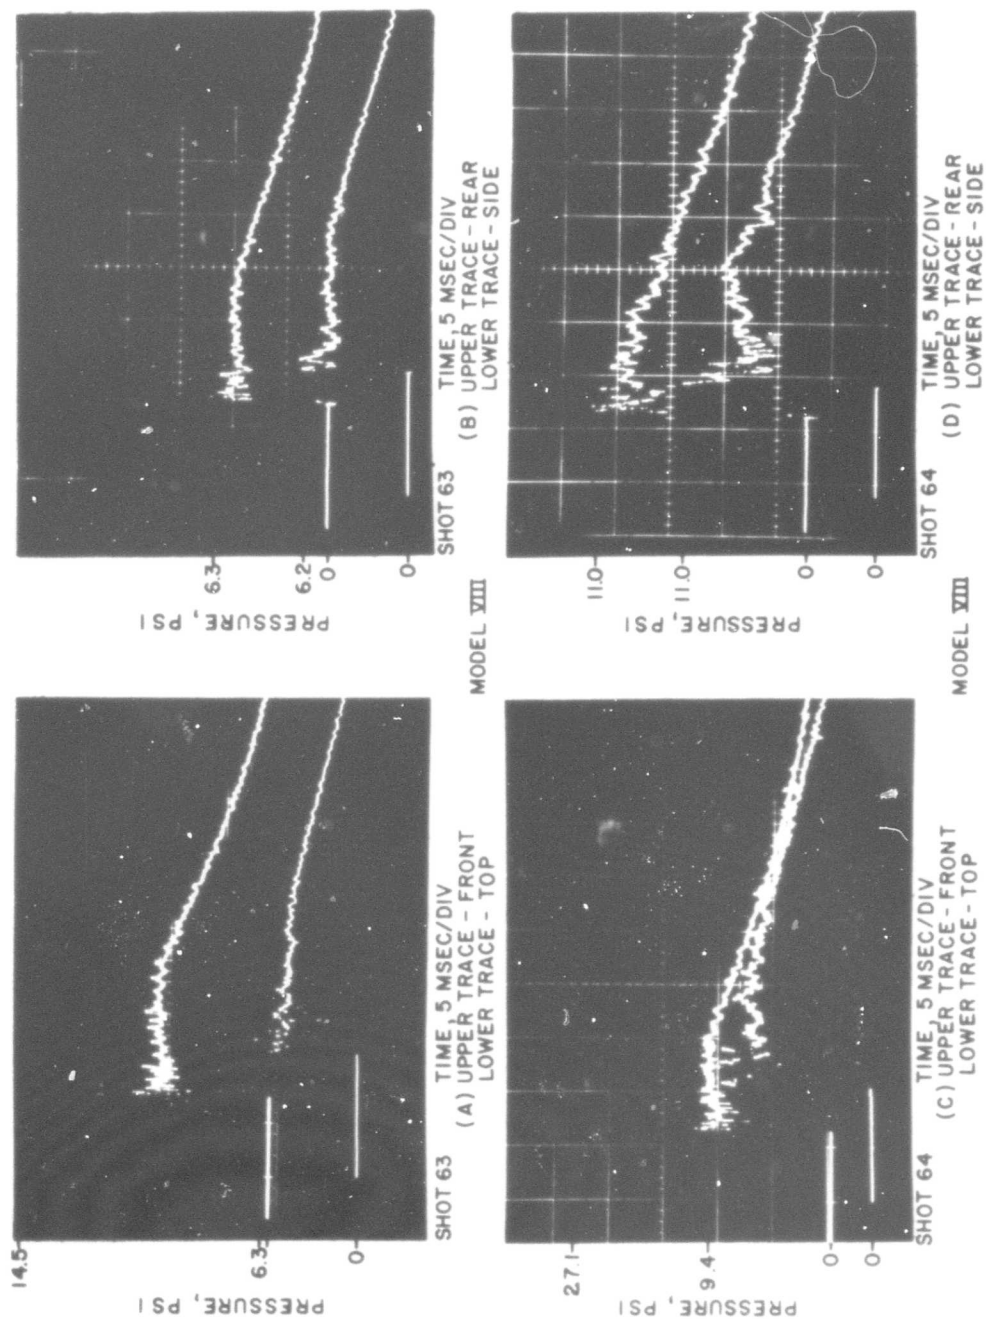 PRESSURE, PSI
14.5
6.3
0
SHOT 63
TIME, 5 MSEC/DIV
(A) UPPER TRACE - FRONT
LOWER TRACE - TOP
PRESSURE, PSI
6.3
6.2
0
0
SHOT 63
TIME, 5 MSEC/DIV
(B) UPPER TRACE - REAR
LOWER TRACE - SIDE
MODEL VIII
PRESSURE, PSI
27.1
9.4
0
0
SHOT 64
TIME, 5 MSEC/DIV
(C) UPPER TRACE - FRONT
LOWER TRACE - TOP
PRESSURE, PSI
11.0
11.0
0
0
SHOT 64
TIME, 5 MSEC/DIV
(D) UPPER TRACE - REAR
LOWER TRACE - SIDE
MODEL VIII